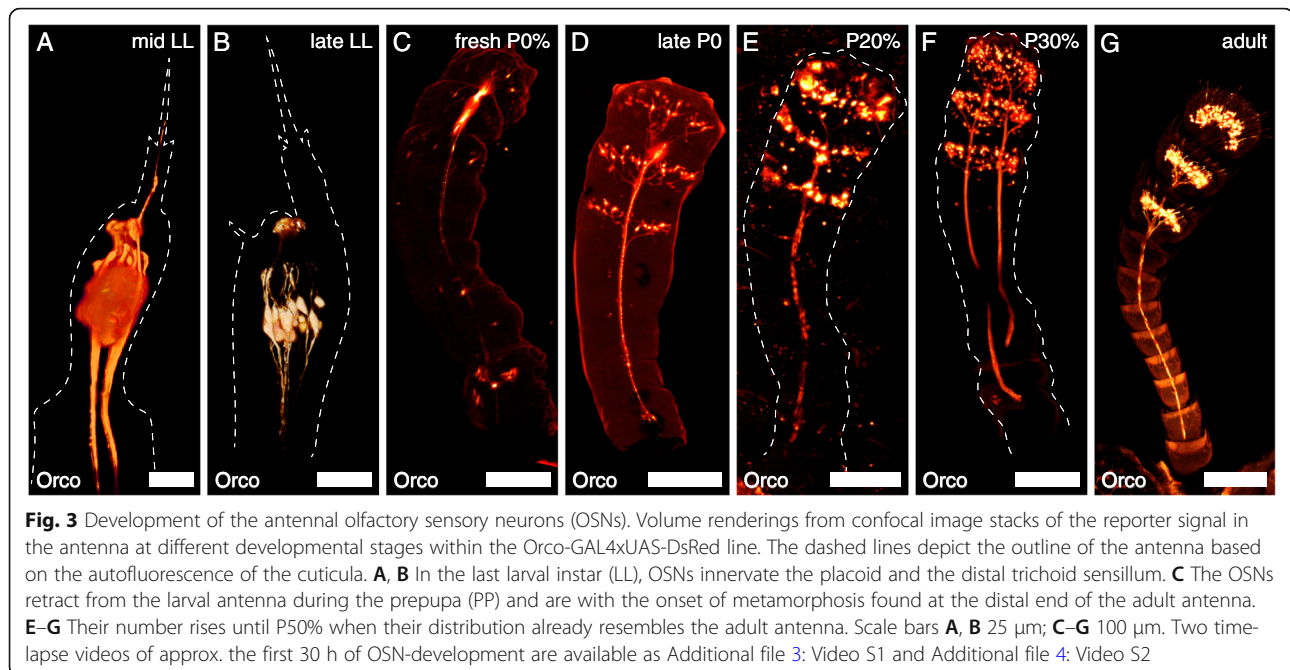 A mid LL
B late LL
C fresh P0%
D late P0
E P20%
F P30%
G adult
Orco Orco Orco Orco Orco Orco Orco
Fig. 3 Development of the antennal olfactory sensory neurons (OSNs). Volume renderings from confocal image stacks of the reporter signal in
the antenna at different developmental stages within the Orco-GAL4xUAS-DsRed line. The dashed lines depict the outline of the antenna based
on the autofluorescence of the cuticula. A, B In the last larval instar (LL), OSNs innervate the placoid and the distal trichoid sensillum. C The OSNs
retract from the larval antenna during the prepupa (PP) and are with the onset of metamorphosis found at the distal end of the adult antenna.
E–G Their number rises until P50% when their distribution already resembles the adult antenna. Scale bars A, B 25 μm; C–G 100 μm. Two time-
lapse videos of approx. the first 30 h of OSN-development are available as Additional file 3: Video S1 and Additional file 4: Video S2